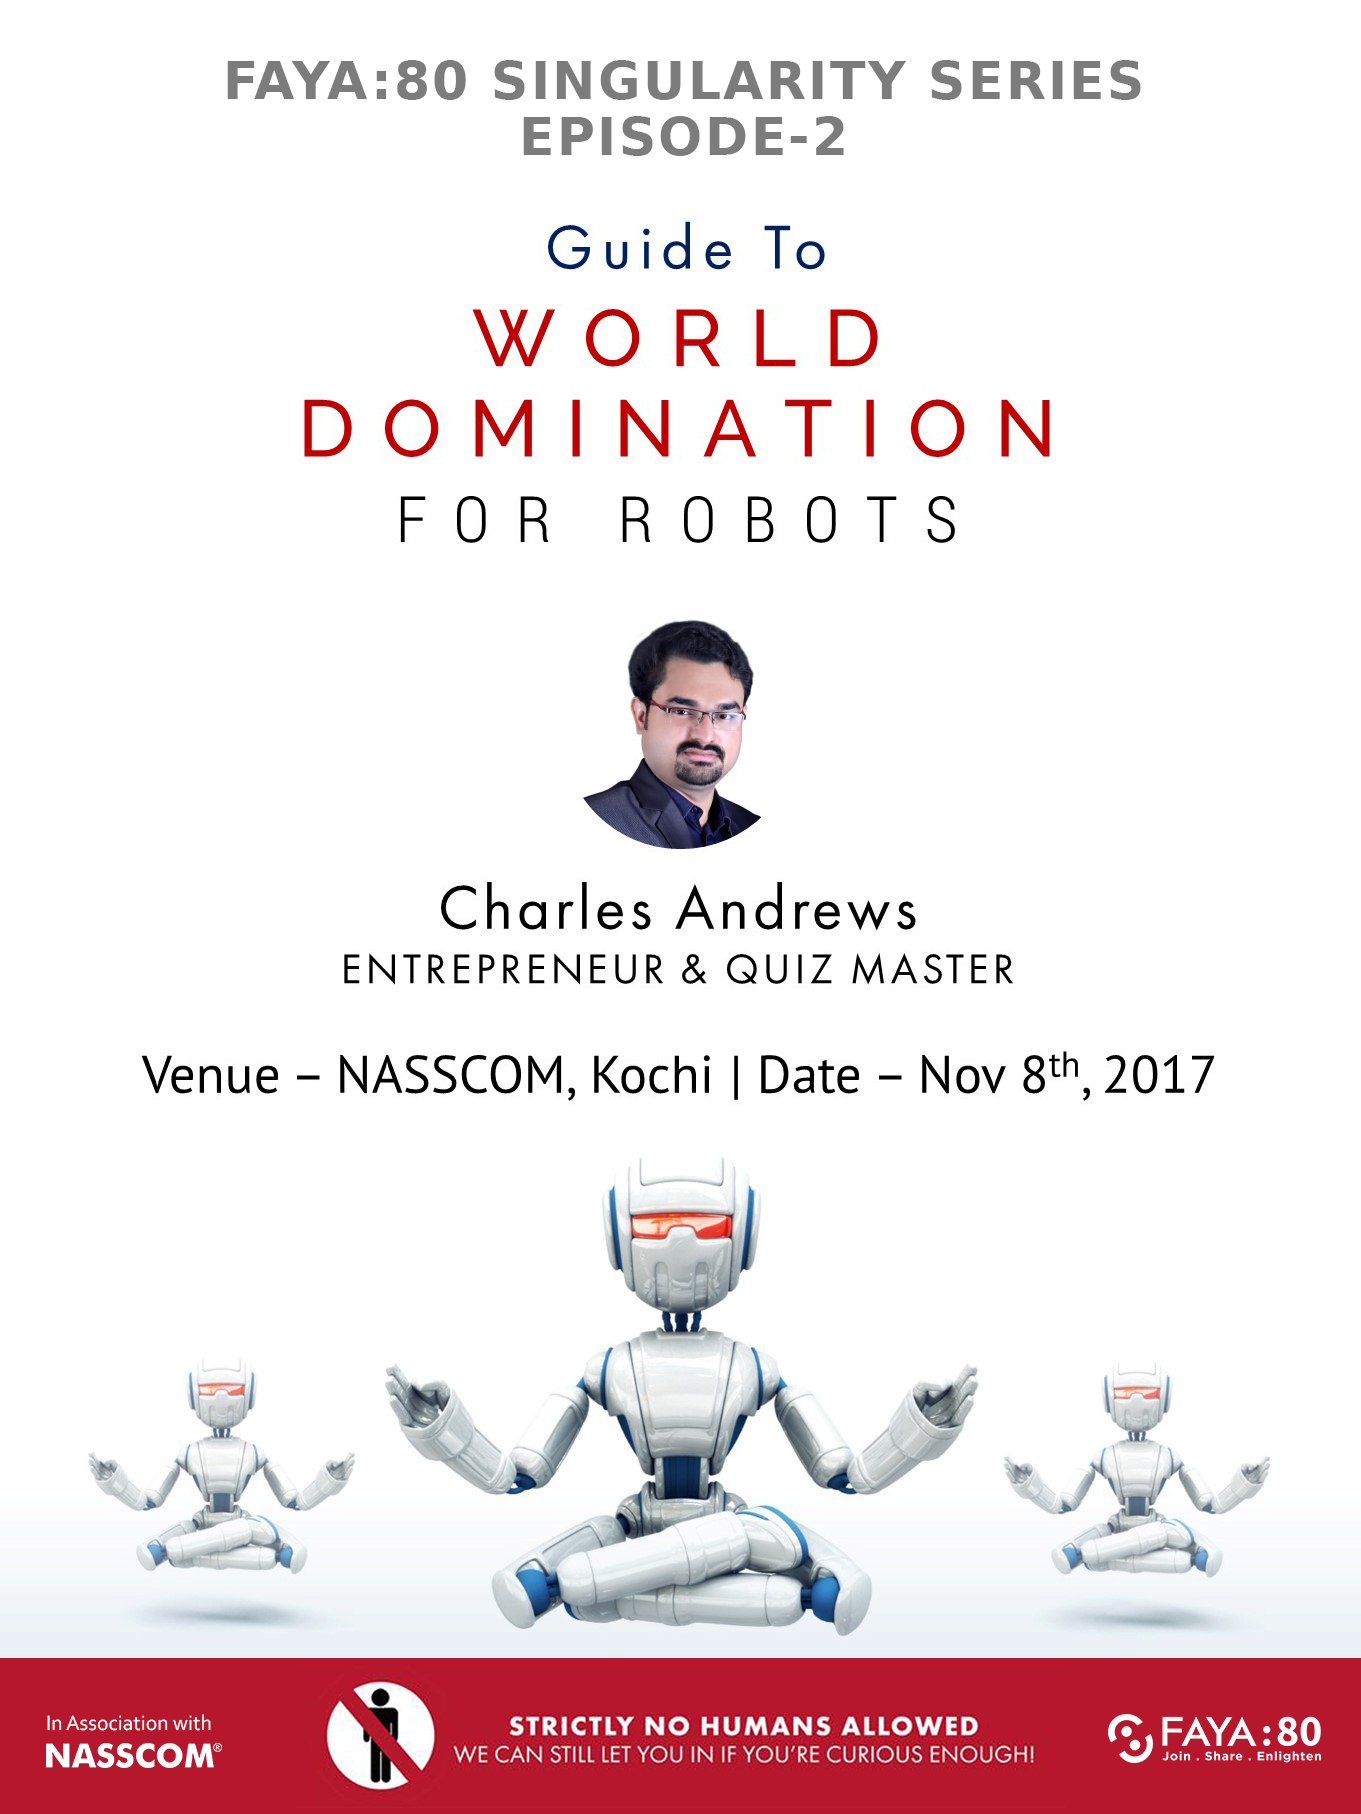 FAYA:80 SINGULARITY SERIES
EPISODE-2
Guide To
WORLD
DOMINATION
FOR ROBOTS
Charles Andrews
ENTREPRENEUR & QUIZ MASTER
Venue – NASSCOM, Kochi | Date – Nov 8th, 2017
In Association with
NASSCOM®
STRICTLY NO HUMANS ALLOWED
WE CAN STILL LET YOU IN IF YOU'RE CURIOUS ENOUGH!
FAYA:80
Join . Share . Enlighten